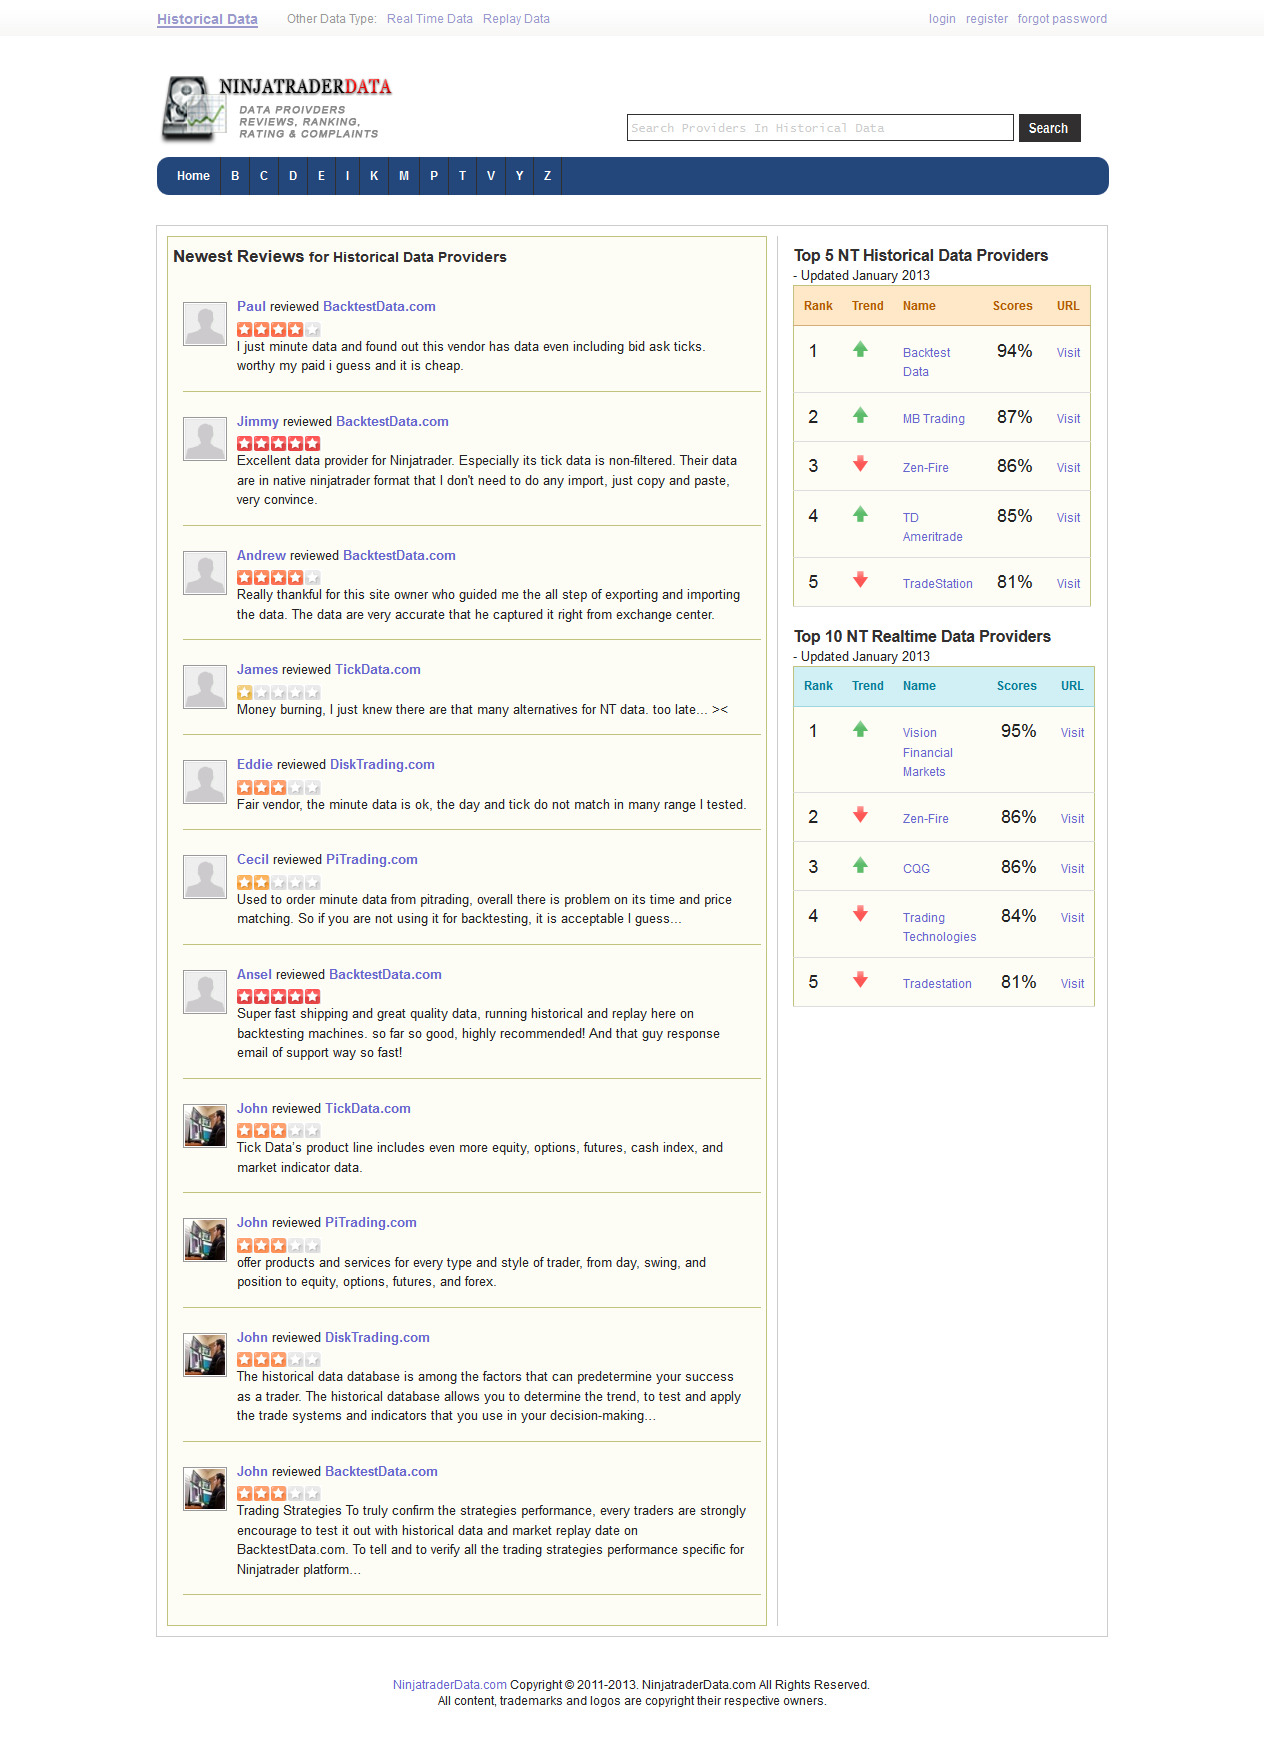 Historical Data Other Data Type: Real Time Data Replay Data login register forgot password
NINJATRADERDATA
DATA PROIVDERS
REVIEWS, RANKING,
RATING & COMPLAINTS
Search Providers In Historical Data Search
Home B C D E I K M P T V Y Z
Newest Reviews for Historical Data Providers
Paul reviewed BacktestData.com
I just minute data and found out this vendor has data even including bid ask ticks.
worthy my paid i guess and it is cheap.
Jimmy reviewed BacktestData.com
Excellent data provider for Ninjatrader. Especially its tick data is non-filtered. Their data
are in native ninjatrader format that I don't need to do any import, just copy and paste,
very convince.
Andrew reviewed BacktestData.com
Really thankful for this site owner who guided me the all step of exporting and importing
the data. The data are very accurate that he captured it right from exchange center.
James reviewed TickData.com
Money burning, I just knew there are that many alternatives for NT data. too late... ><
Eddie reviewed DiskTrading.com
Fair vendor, the minute data is ok, the day and tick do not match in many range I tested.
Cecil reviewed PiTrading.com
Used to order minute data from pitrading, overall there is problem on its time and price
matching. So if you are not using it for backtesting, it is acceptable I guess...
Ansel reviewed BacktestData.com
Super fast shipping and great quality data, running historical and replay here on
backtesting machines. so far so good, highly recommended! And that guy response
email of support way so fast!
John reviewed TickData.com
Tick Data's product line includes even more equity, options, futures, cash index, and
market indicator data.
John reviewed PiTrading.com
offer products and services for every type and style of trader, from day, swing, and
position to equity, options, futures, and forex.
John reviewed DiskTrading.com
The historical data database is among the factors that can predetermine your success
as a trader. The historical database allows you to determine the trend, to test and apply
the trade systems and indicators that you use in your decision-making...
John reviewed BacktestData.com
Trading Strategies To truly confirm the strategies performance, every traders are strongly
encourage to test it out with historical data and market replay date on
BacktestData.com. To tell and to verify all the trading strategies performance specific for
Ninjatrader platform...
Top 5 NT Historical Data Providers
- Updated January 2013
Rank Trend Name Scores URL
1 Backtest 94% Visit
Data
2 MB Trading 87% Visit
3 Zen-Fire 86% Visit
4 TD 85% Visit
Ameritrade
5 TradeStation 81% Visit
Top 10 NT Realtime Data Providers
- Updated January 2013
Rank Trend Name Scores URL
1 Vision 95% Visit
Financial
Markets
2 Zen-Fire 86% Visit
3 CQG 86% Visit
4 Trading 84% Visit
Technologies
5 Tradestation 81% Visit
NinjatraderData.com Copyright © 2011-2013. NinjatraderData.com All Rights Reserved.
All content, trademarks and logos are copyright their respective owners.